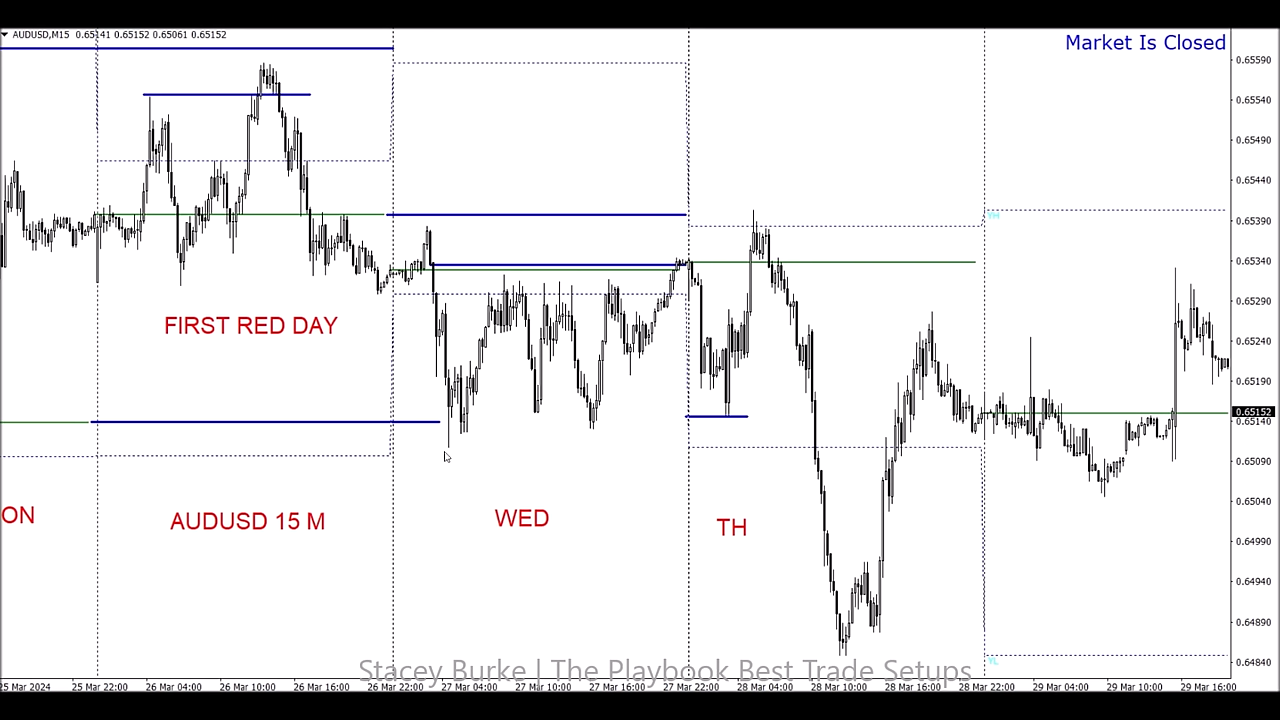 AUDUSD,M15 0.65141 0.65152 0.65061 0.65152
Market Is Closed
0.65590
0.65540
0.65490
0.65440
0.65390
0.65340
0.65290
0.65240
0.65190
0.65152
0.65140
0.65090
0.65040
0.64990
0.64940
0.64890
0.64840
YH
FIRST RED DAY
ON
AUDUSD 15 M
WED
TH
YL
Stacey Burke | The Playbook Best Trade Setups
25 Mar 2024 25 Mar 22:00 26 Mar 04:00 26 Mar 10:00 26 Mar 16:00 26 Mar 22:00 27 Mar 04:00 27 Mar 10:00 27 Mar 16:00 27 Mar 22:00 28 Mar 04:00 28 Mar 10:00 28 Mar 16:00 28 Mar 22:00 29 Mar 04:00 29 Mar 10:00 29 Mar 16:00